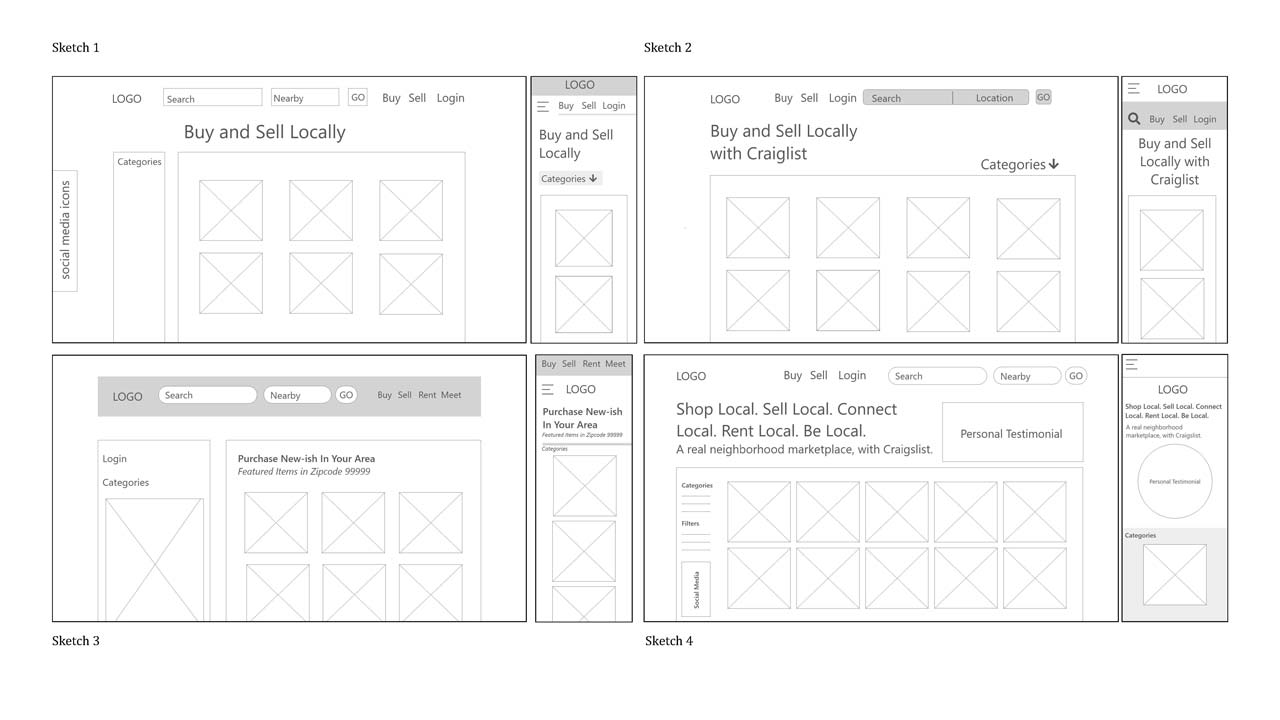 Sketch 1
LOGO Search Nearby GO Buy Sell Login
Buy and Sell Locally
Categories
social media icons
LOGO
Buy Sell Login
Buy and Sell
Locally
Categories
Sketch 2
LOGO Buy Sell Login Search Location GO
Buy and Sell Locally
with Craiglist
Categories
LOGO
Buy Sell Login
Buy and Sell
Locally with
Craiglist
LOGO Search Nearby GO Buy Sell Rent Meet
Login
Categories
Purchase New-ish In Your Area
Featured Items in Zipcode 99999
Buy Sell Rent Meet
LOGO
Purchase New-ish
In Your Area
Featured Items in Zipcode 99999
Categories
Sketch 3
LOGO Buy Sell Login Search Nearby GO
Shop Local. Sell Local. Connect
Local. Rent Local. Be Local.
A real neighborhood marketplace, with Craigslist.
Personal Testimonial
Categories
Filters
Social Media
LOGO
Shop Local. Sell Local. Connect
Local. Rent Local. Be Local.
A real neighborhood
marketplace, with Craigslist.
Personal Testimonial
Categories
Sketch 4